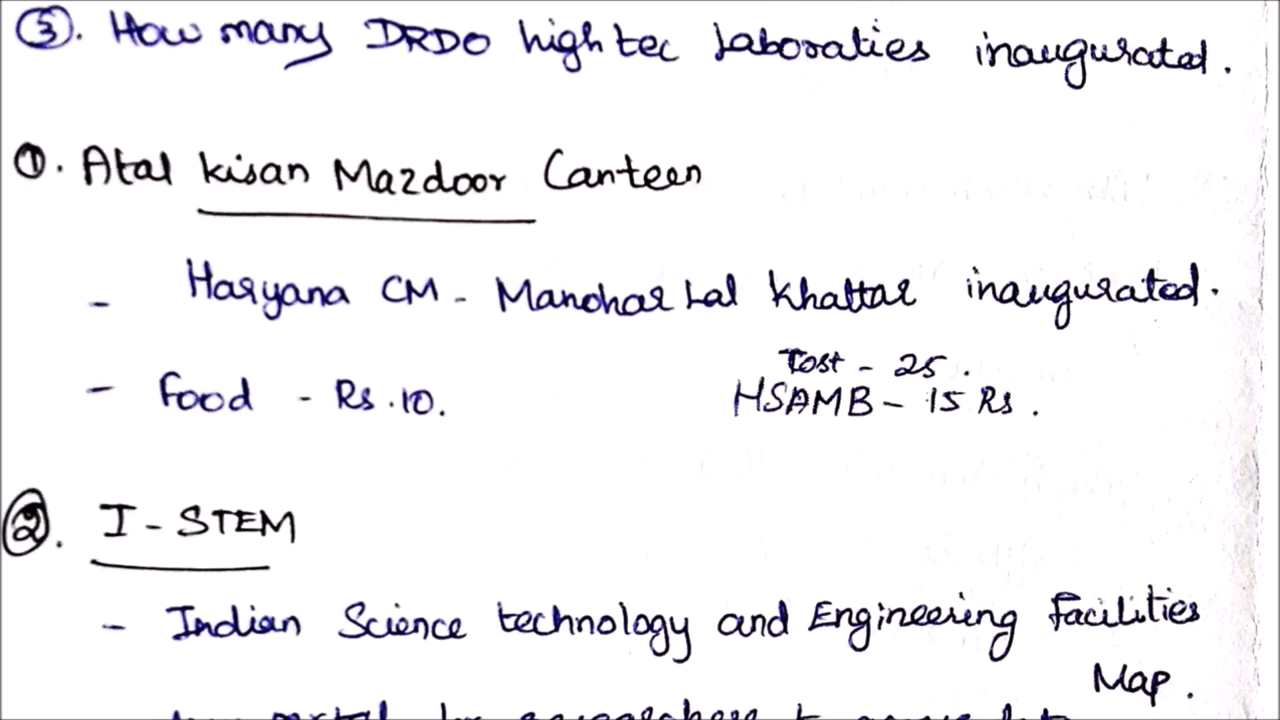 ③. How many DRDO high tec Laboraties inaugurated.
①. Atal kisan Mazdoor Canteen
- Haryana CM - Manohar Lal Khattar inaugurated.
Tost - 25.
- Food - Rs.10. HSAMB - 15 Rs.
②. I-STEM
- Indian Science technology and Engineering Facilities
Map.